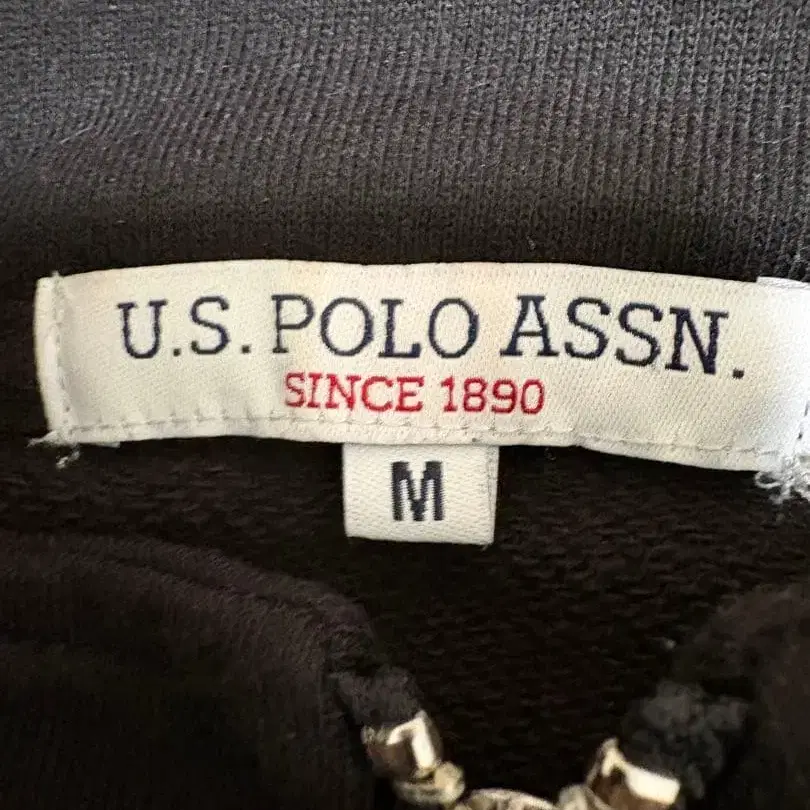 U.S. POLO ASSN.
SINCE 1890
M